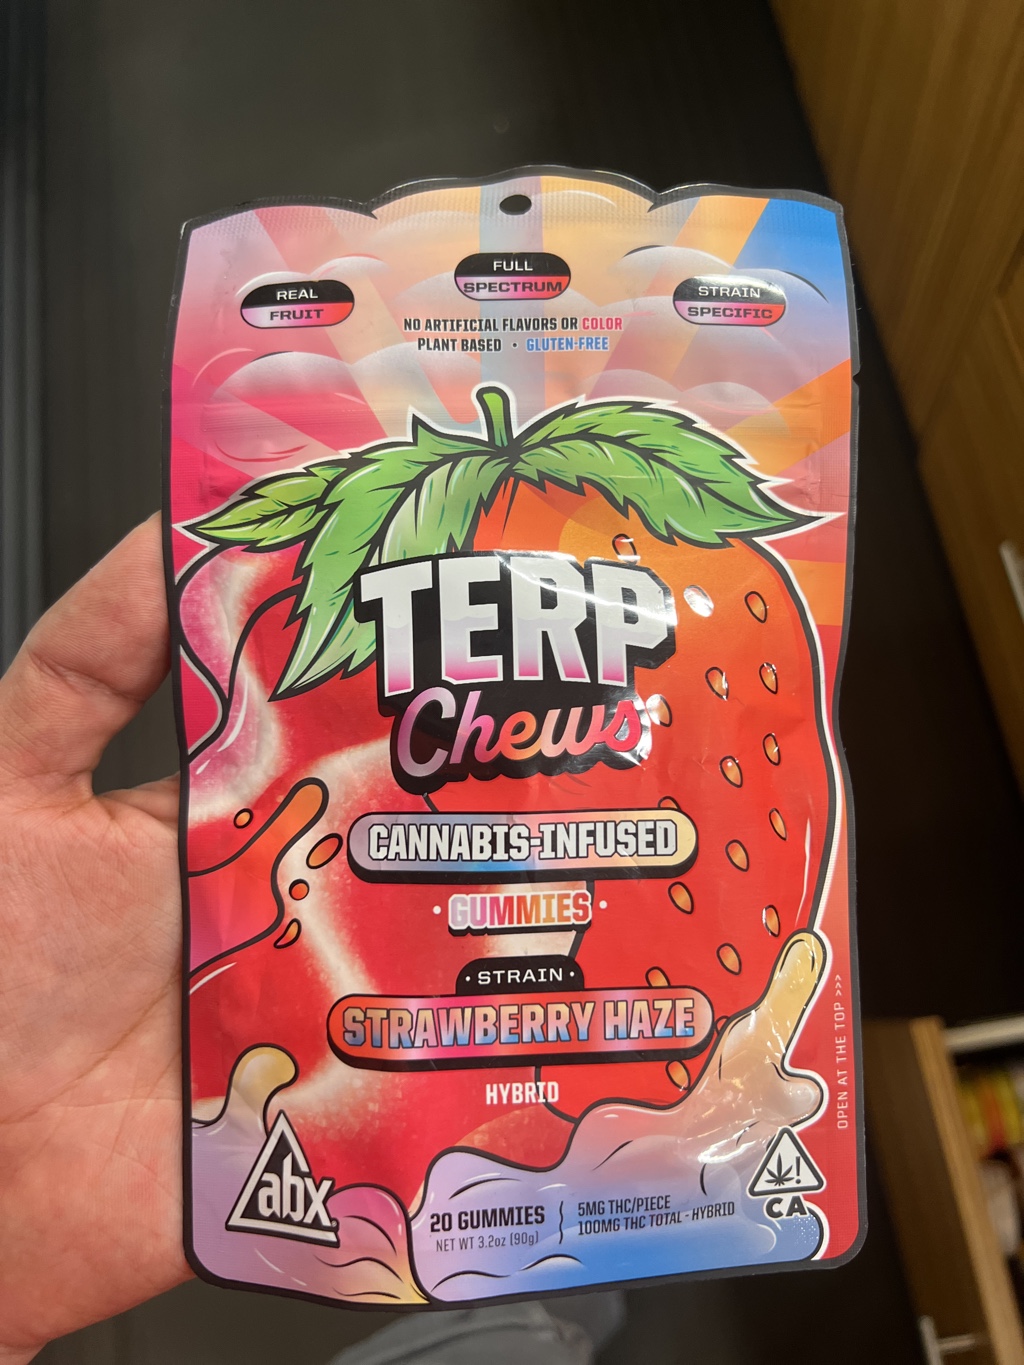 REAL
FRUIT
FULL
SPECTRUM
STRAIN
SPECIFIC
NO ARTIFICIAL FLAVORS OR COLOR
PLANT BASED • GLUTEN-FREE
TERP
Chews
CANNABIS-INFUSED
• GUMMIES •
• STRAIN •
STRAWBERRY HAZE
HYBRID
OPEN AT THE TOP >>>
abx
20 GUMMIES
NET WT 3.2oz (90g)
5MG THC/PIECE
100MG THC TOTAL - HYBRID
!
CA